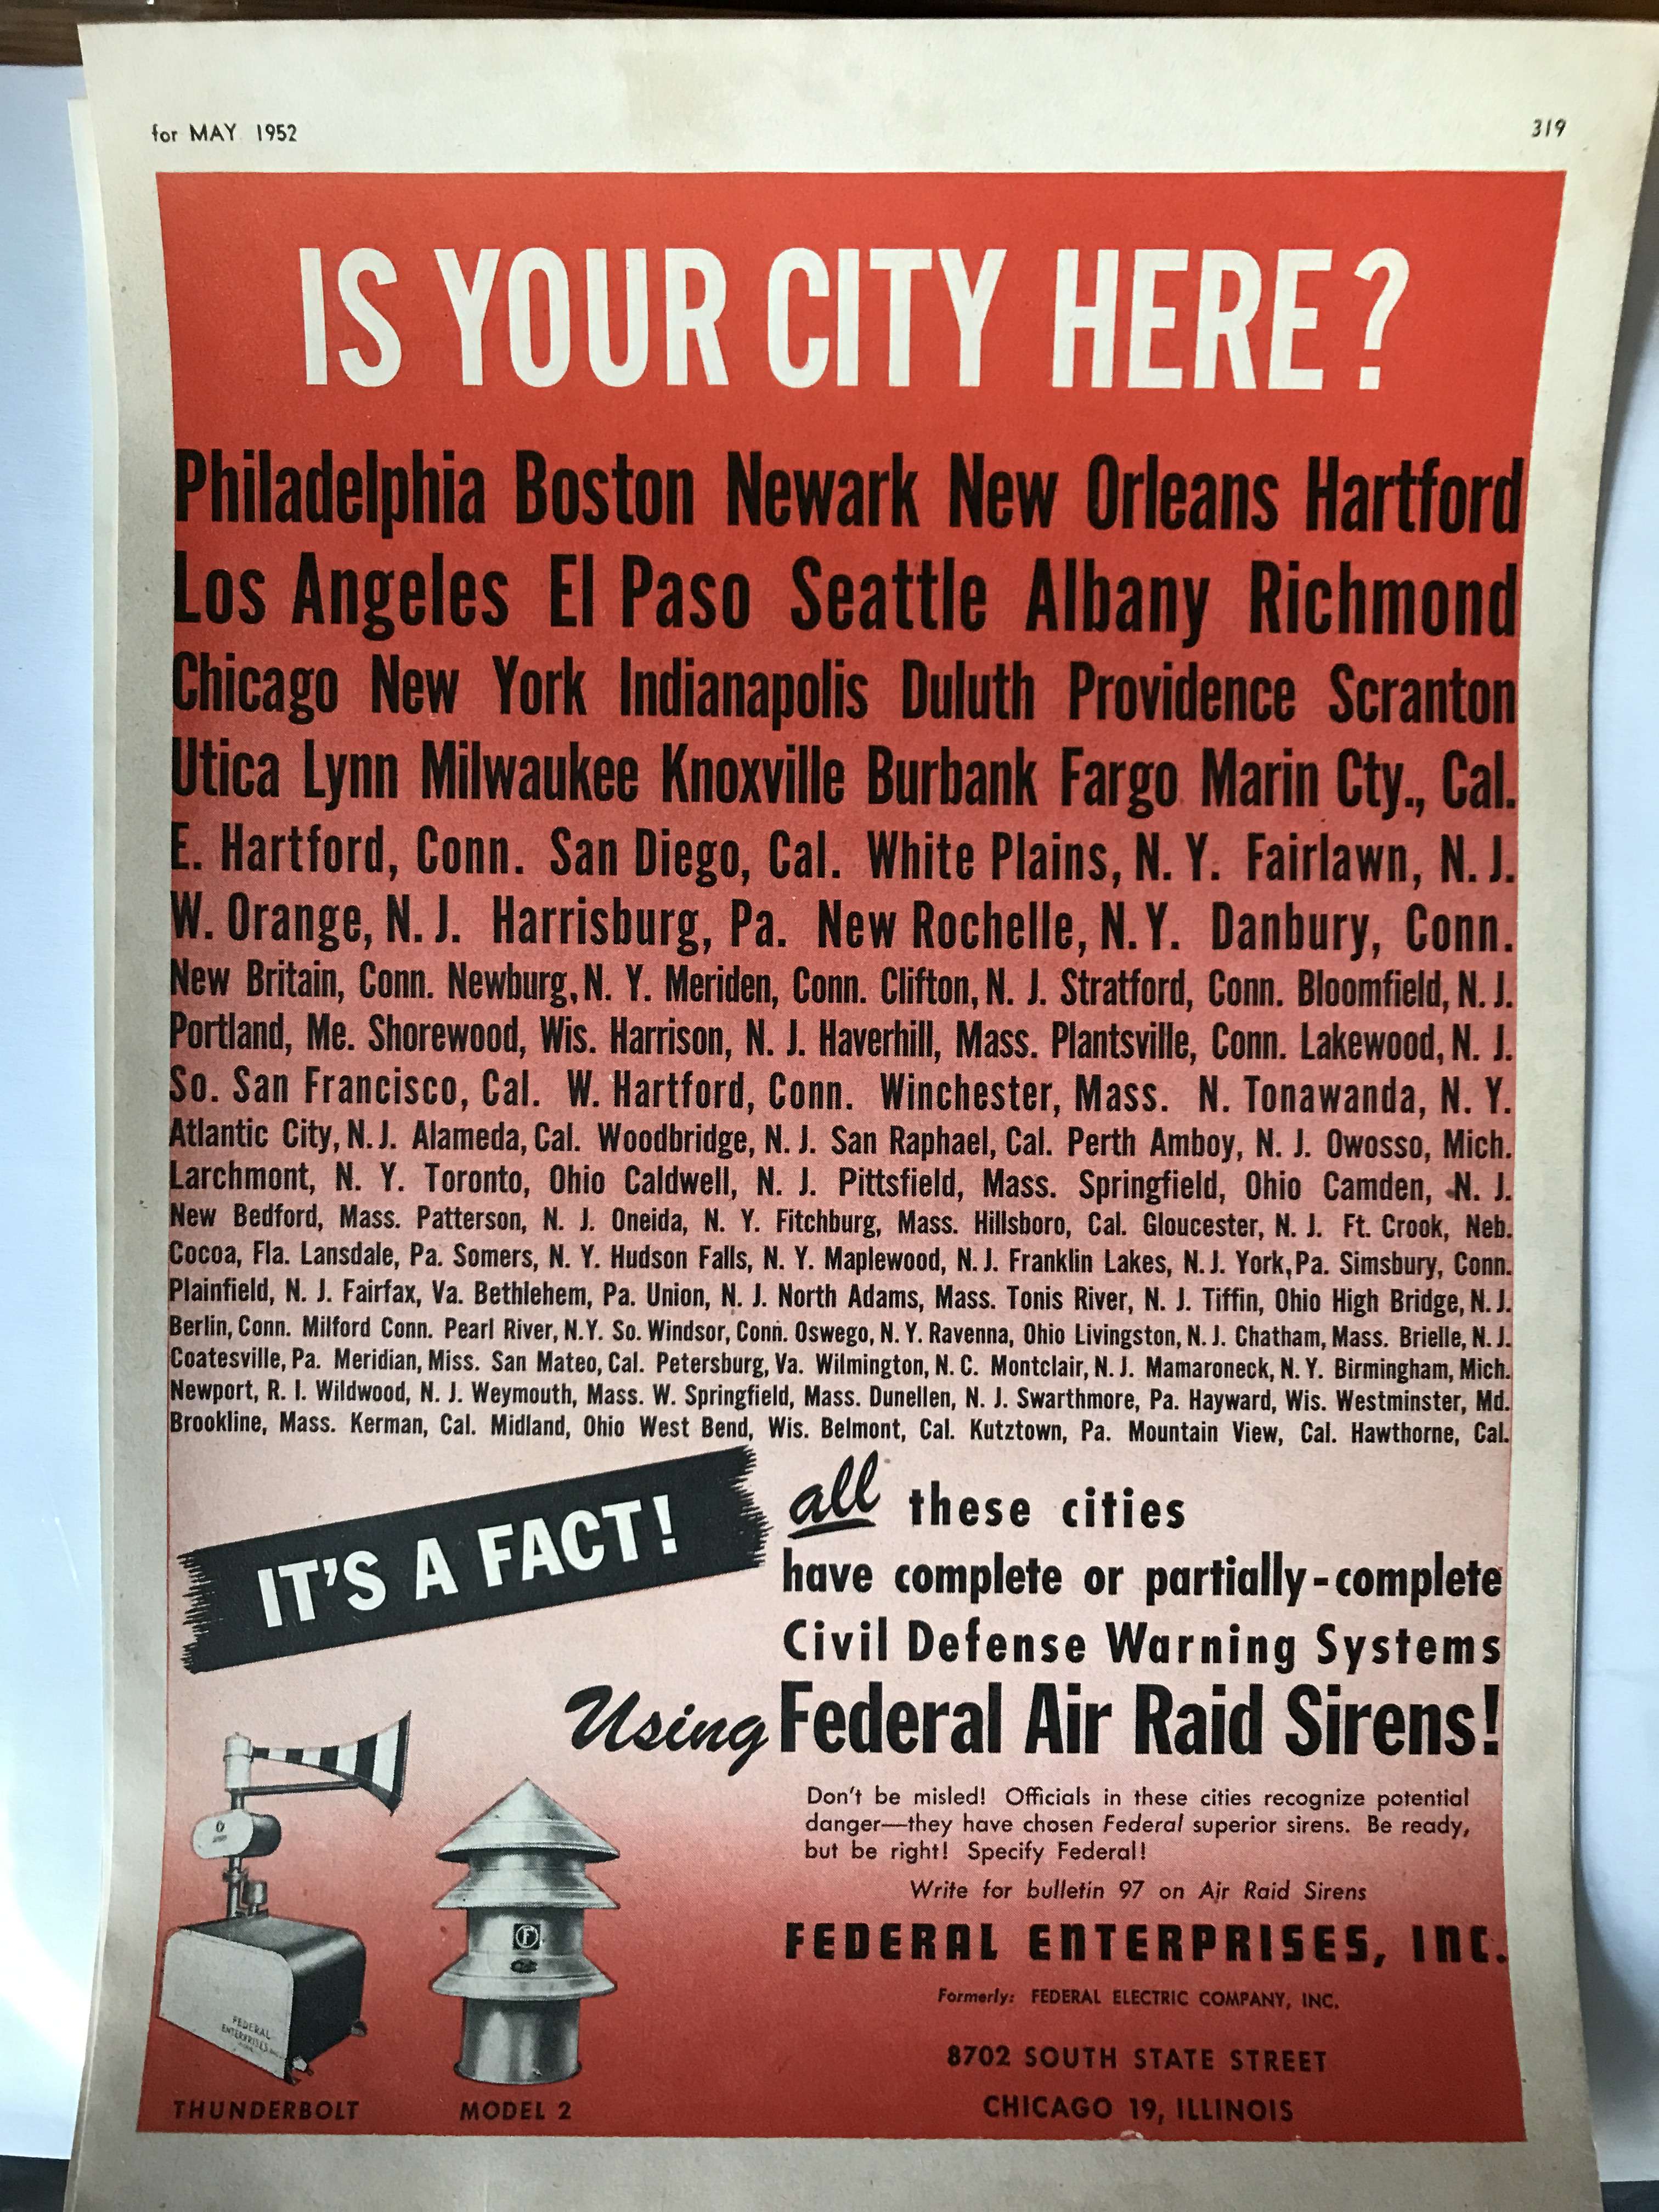 for MAY 1952
319
IS YOUR CITY HERE?
Philadelphia Boston Newark New Orleans Hartford
Los Angeles El Paso Seattle Albany Richmond
Chicago New York Indianapolis Duluth Providence Scranton
Utica Lynn Milwaukee Knoxville Burbank Fargo Marin Cty., Cal.
E. Hartford, Conn. San Diego, Cal. White Plains, N. Y. Fairlawn, N. J.
W. Orange, N. J. Harrisburg, Pa. New Rochelle, N.Y. Danbury, Conn.
New Britain, Conn. Newburg, N. Y. Meriden, Conn. Clifton, N. J. Stratford, Conn. Bloomfield, N. J.
Portland, Me. Shorewood, Wis. Harrison, N. J. Haverhill, Mass. Plantsville, Conn. Lakewood, N. J.
So. San Francisco, Cal. W. Hartford, Conn. Winchester, Mass. N. Tonawanda, N. Y.
Atlantic City, N. J. Alameda, Cal. Woodbridge, N. J. San Raphael, Cal. Perth Amboy, N. J. Owosso, Mich.
Larchmont, N. Y. Toronto, Ohio Caldwell, N. J. Pittsfield, Mass. Springfield, Ohio Camden, N. J.
New Bedford, Mass. Patterson, N. J. Oneida, N. Y. Fitchburg, Mass. Hillsboro, Cal. Gloucester, N. J. Ft. Crook, Neb.
Cocoa, Fla. Lansdale, Pa. Somers, N. Y. Hudson Falls, N. Y. Maplewood, N. J. Franklin Lakes, N. J. York, Pa. Simsbury, Conn.
Plainfield, N. J. Fairfax, Va. Bethlehem, Pa. Union, N. J. North Adams, Mass. Tonis River, N. J. Tiffin, Ohio High Bridge, N. J.
Berlin, Conn. Milford Conn. Pearl River, N.Y. So. Windsor, Conn. Oswego, N. Y. Ravenna, Ohio Livingston, N. J. Chatham, Mass. Brielle, N. J.
Coatesville, Pa. Meridian, Miss. San Mateo, Cal. Petersburg, Va. Wilmington, N. C. Montclair, N. J. Mamaroneck, N. Y. Birmingham, Mich.
Newport, R. I. Wildwood, N. J. Weymouth, Mass. W. Springfield, Mass. Dunellen, N. J. Swarthmore, Pa. Hayward, Wis. Westminster, Md.
Brookline, Mass. Kerman, Cal. Midland, Ohio West Bend, Wis. Belmont, Cal. Kutztown, Pa. Mountain View, Cal. Hawthorne, Cal.
IT'S A FACT!
all these cities
have complete or partially-complete
Civil Defense Warning Systems
Using Federal Air Raid Sirens!
Don't be misled! Officials in these cities recognize potential
danger—they have chosen Federal superior sirens. Be ready,
but be right! Specify Federal!
Write for bulletin 97 on Air Raid Sirens
FEDERAL ENTERPRISES, INC.
Formerly: FEDERAL ELECTRIC COMPANY, INC.
8702 SOUTH STATE STREET
CHICAGO 19, ILLINOIS
FEDERAL
ENTERPRISES
THUNDERBOLT
F
MODEL 2